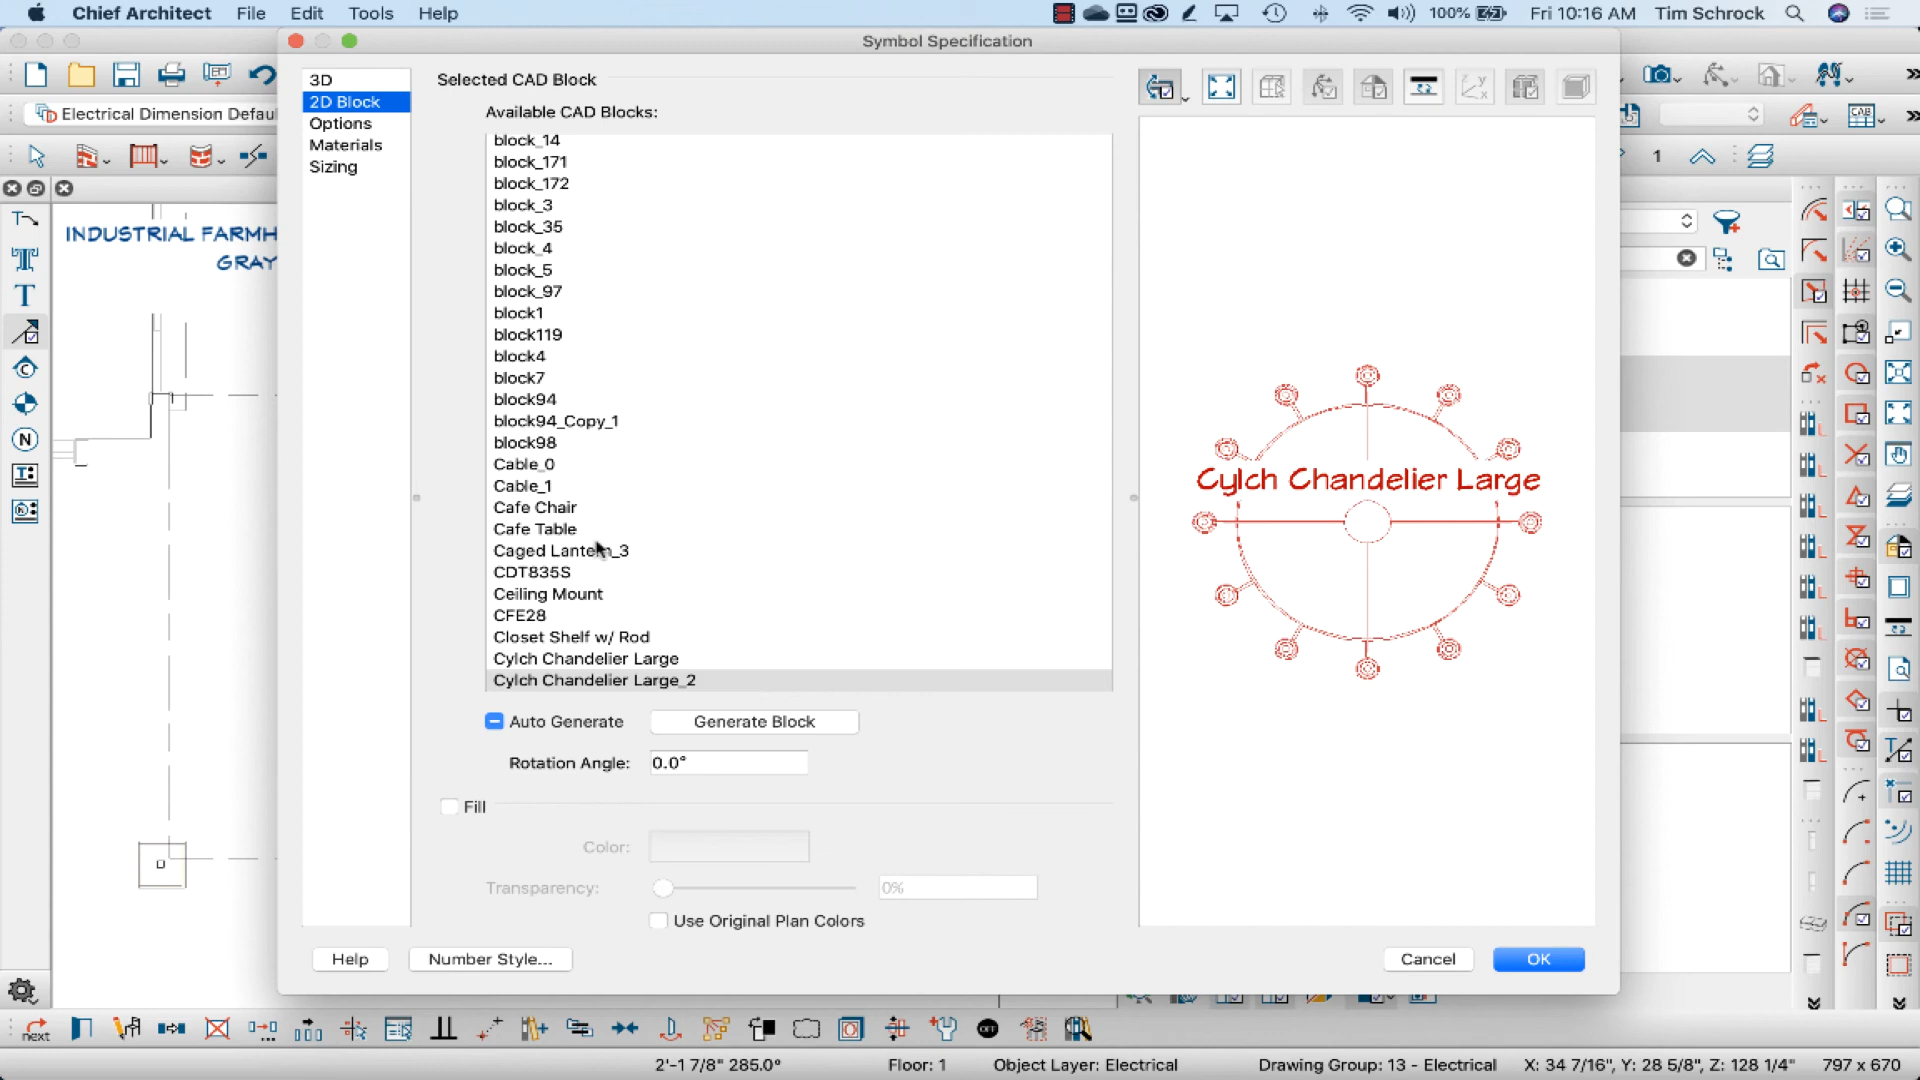 Chief Architect File Edit Tools Help
100% Fri 10:16 AM Tim Schrock
Symbol Specification
Electrical Dimension Defau
3D
2D Block
Options
Materials
Sizing
Selected CAD Block
Available CAD Blocks:
block_14
block_171
block_172
block_3
block_35
block_4
block_5
block_97
block1
block119
block4
block7
block94
block94_Copy_1
block98
Cable_0
Cable_1
Cafe Chair
Cafe Table
Caged Lantern_3
CDT835S
Ceiling Mount
CFE28
Closet Shelf w/ Rod
Cylch Chandelier Large
Cylch Chandelier Large_2
Auto Generate Generate Block
Rotation Angle: 0.0°
Fill
Color:
Transparency: 0%
Use Original Plan Colors
Help Number Style... Cancel OK
Cylch Chandelier Large
INDUSTRIAL FARMH
GRAY
CAB
1
T
N
next
OFF
2'-1 7/8" 285.0° Floor: 1 Object Layer: Electrical Drawing Group: 13 - Electrical X: 34 7/16", Y: 28 5/8", Z: 128 1/4" 797 x 670